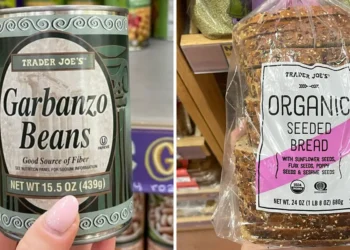 TRADER JOE'S
Garbanzo
Beans
Good Source of Fiber
NET WT 15.5 OZ (439g)
TRADER JOE'S
ORGANIC
SEEDED
BREAD
WITH SUNFLOWER SEEDS,
FLAX SEEDS, POPPY
SEEDS & SESAME SEEDS
NET WT. 24 OZ (1 LB 8 OZ) 680g